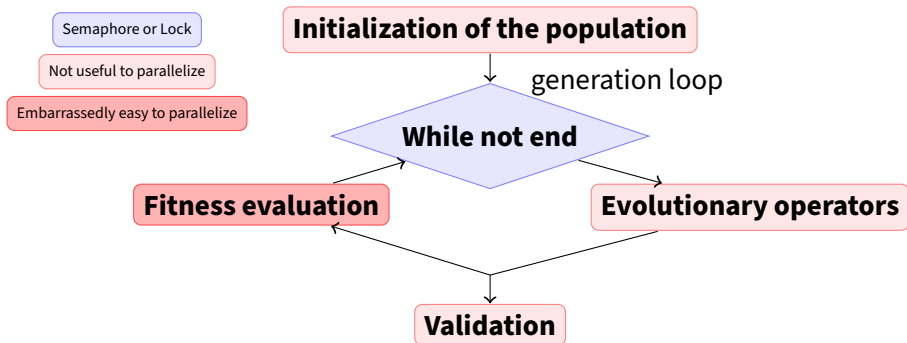 Semaphore or Lock
Not useful to parallelize
Embarrassedly easy to parallelize
Initialization of the population
generation loop
While not end
Fitness evaluation
Evolutionary operators
Validation